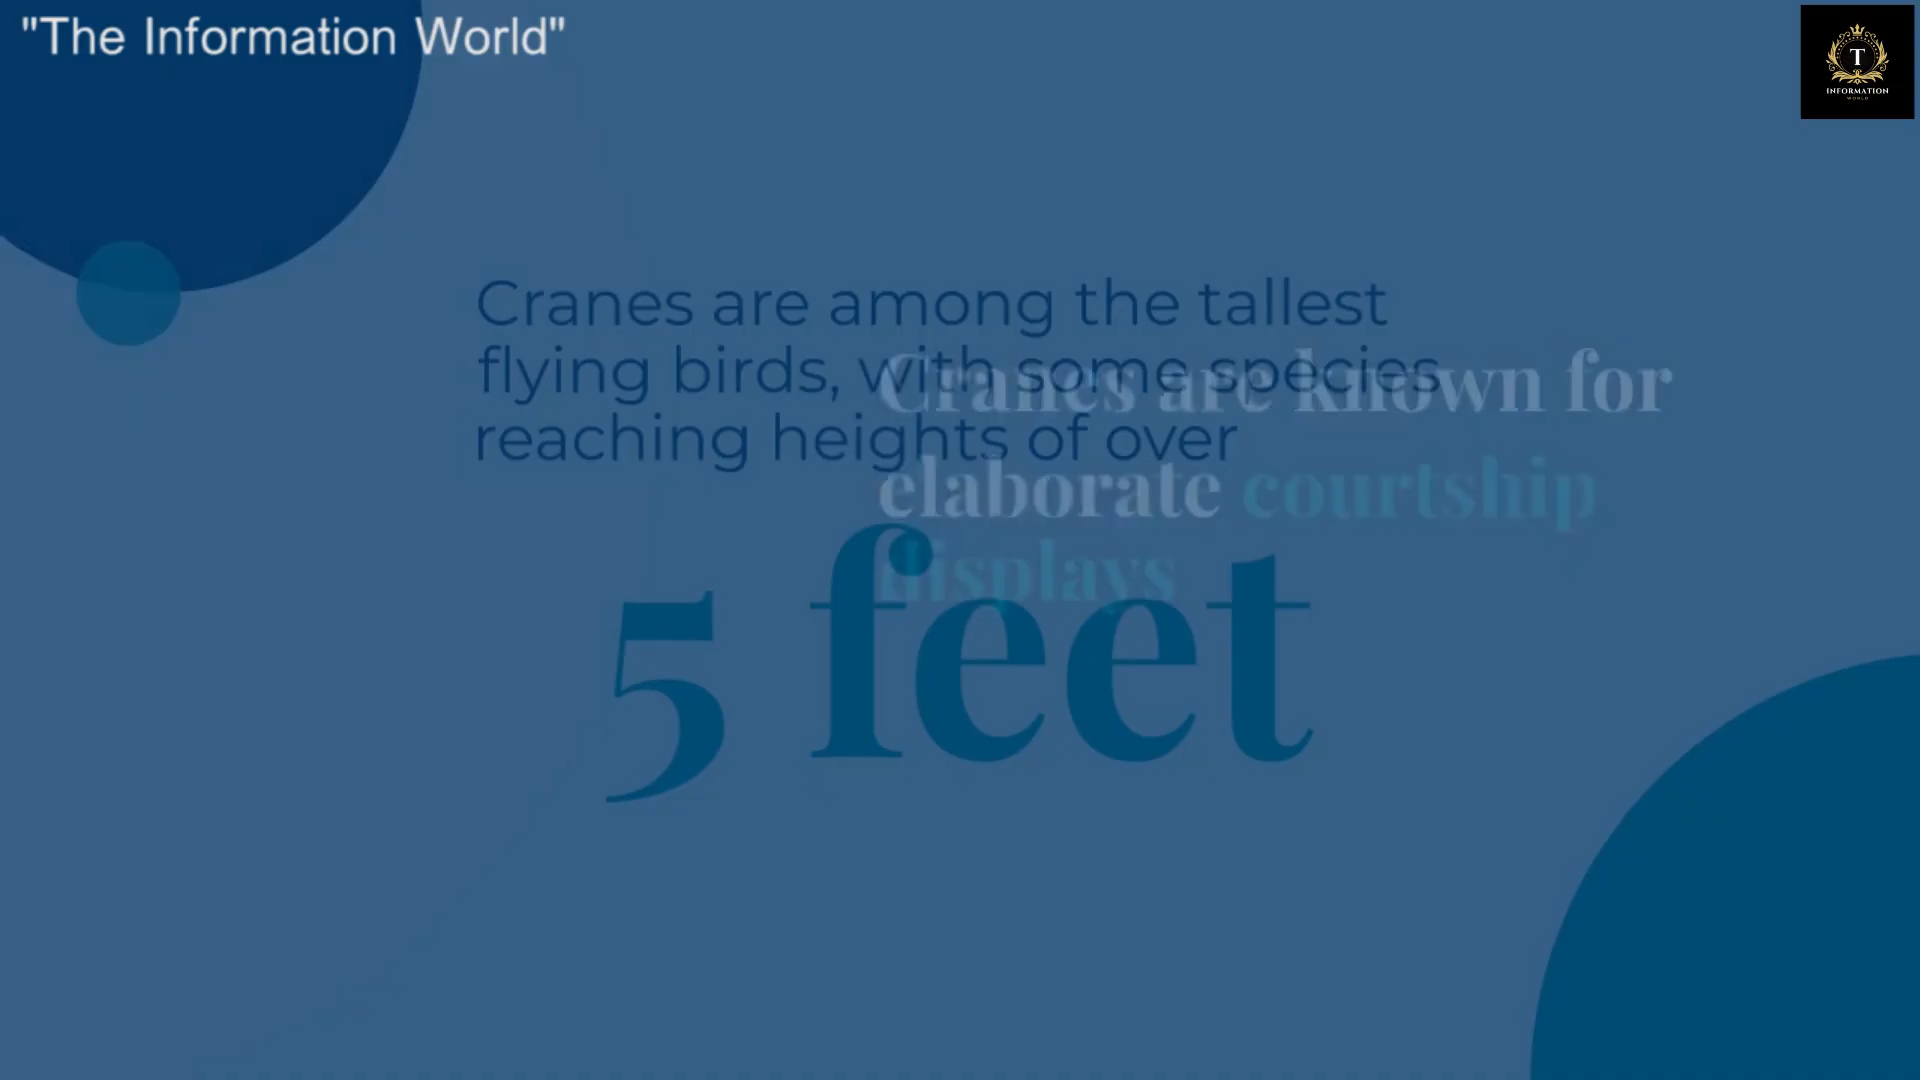 "The Information World"
T
INFORMATION
WORLD
Cranes are among the tallest
flying birds, with some species
reaching heights of over
5 feet
Cranes are known for
elaborate courtship
displays